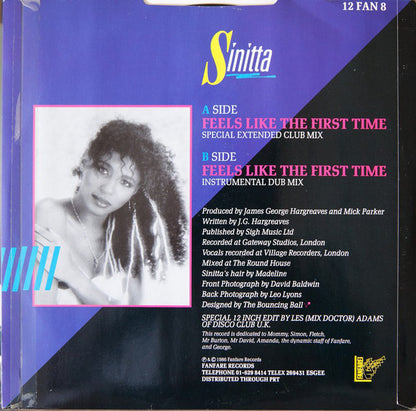 12 FAN 8
Sinitta
A SIDE
FEELS LIKE THE FIRST TIME
SPECIAL EXTENDED CLUB MIX
B SIDE
FEELS LIKE THE FIRST TIME
INSTRUMENTAL DUB MIX
Produced by James George Hargreaves and Mick Parker
Written by J.G. Hargreaves
Published by Sigh Music Ltd
Recorded at Gateway Studios, London
Vocals recorded at Village Recorders, London
Mixed at The Round House
Sinitta's hair by Madeline
Front Photograph by David Baldwin
Back Photograph by Leo Lyons
Designed by The Bouncing Ball
SPECIAL 12 INCH EDIT BY LES (MIX DOCTOR) ADAMS
OF DISCO CLUB U.K.
This record is dedicated to Mommy, Simon, Fletch,
Mr Burton, Mr David, Amanda, the dynamic staff of Fanfare,
and George.
℗ & © 1986 Fanfare Records
FANFARE RECORDS
TELEPHONE 01-629 8414 TELEX 299431 ESGEE
DISTRIBUTED THROUGH PRT
FANFARE